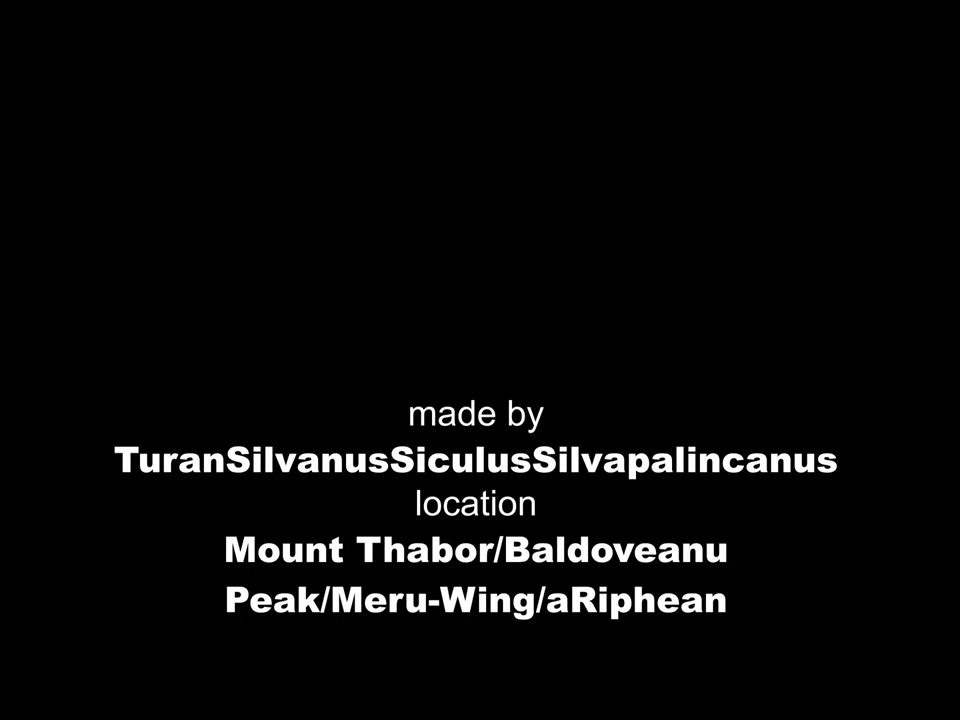 made by
TuranSilvanusSiculusSilvapalincanus
location
Mount Thabor/Baldoveanu
Peak/Meru-Wing/aRiphean